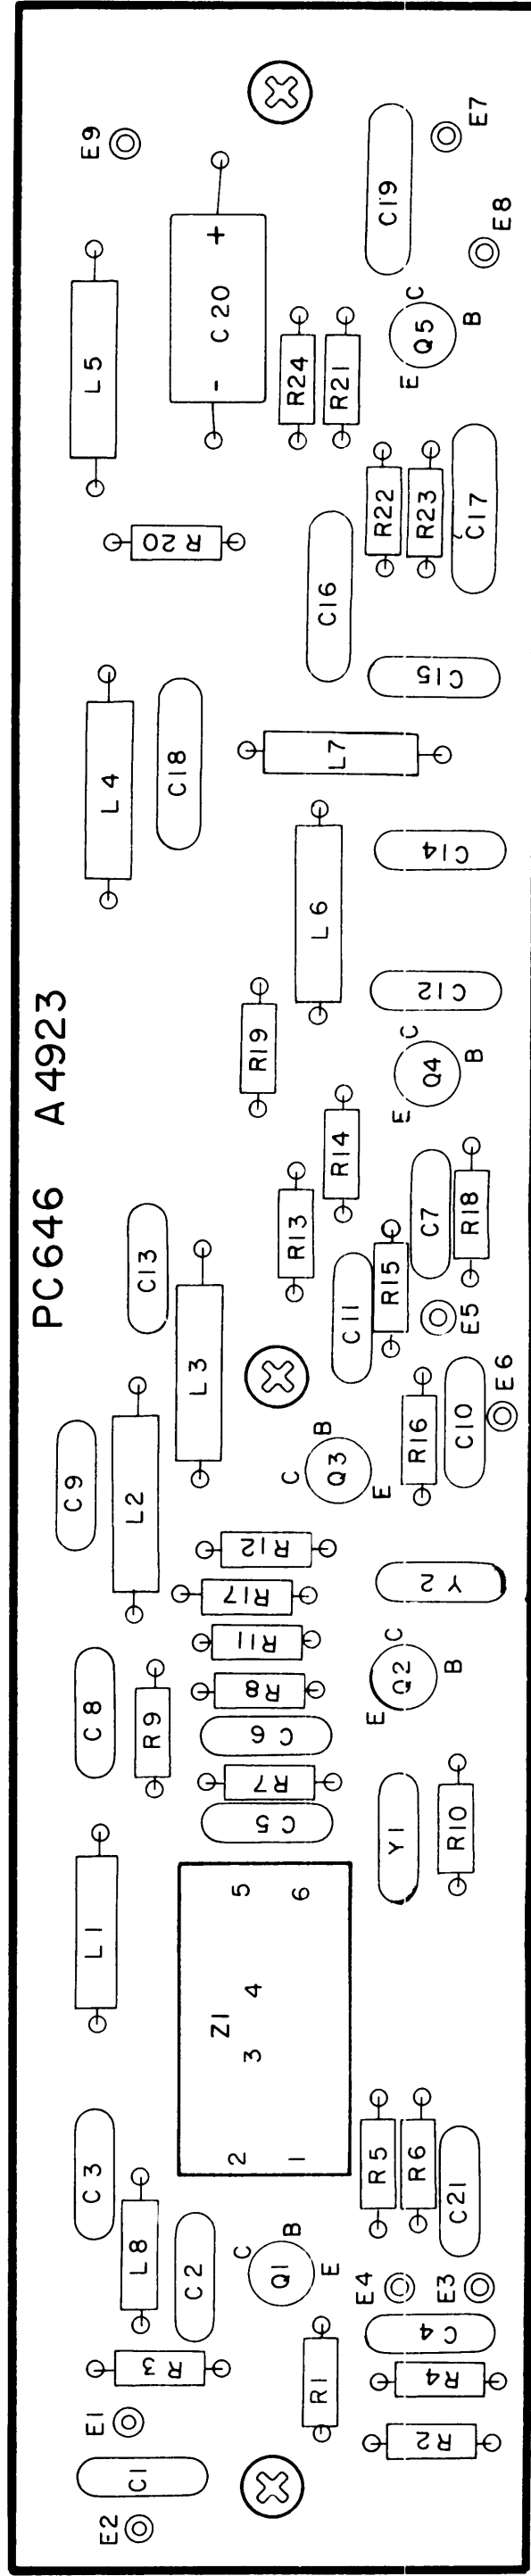 PC646 A4923
E2
C1
E1
R3
C2
L8
C3
L1
C8
R9
C9
L2
L3
C13
L4
C18
R20
L5
C20
- +
E9
R2
R4
C4
R1
Q1
C
B
E
E4
E3
C21
R5
R6
Z1
1
2
3
4
5
6
C5
R7
C6
R8
R11
R17
R12
Y1
R10
Q2
E
C
B
Y2
Q3
C
B
E
R16
C10
E6
E5
C11
R15
C7
R18
R13
R14
R19
Q4
E
C
B
C12
L6
C14
L7
C15
C16
C17
R22
R23
R24
R21
Q5
E
C
B
C19
E8
E7